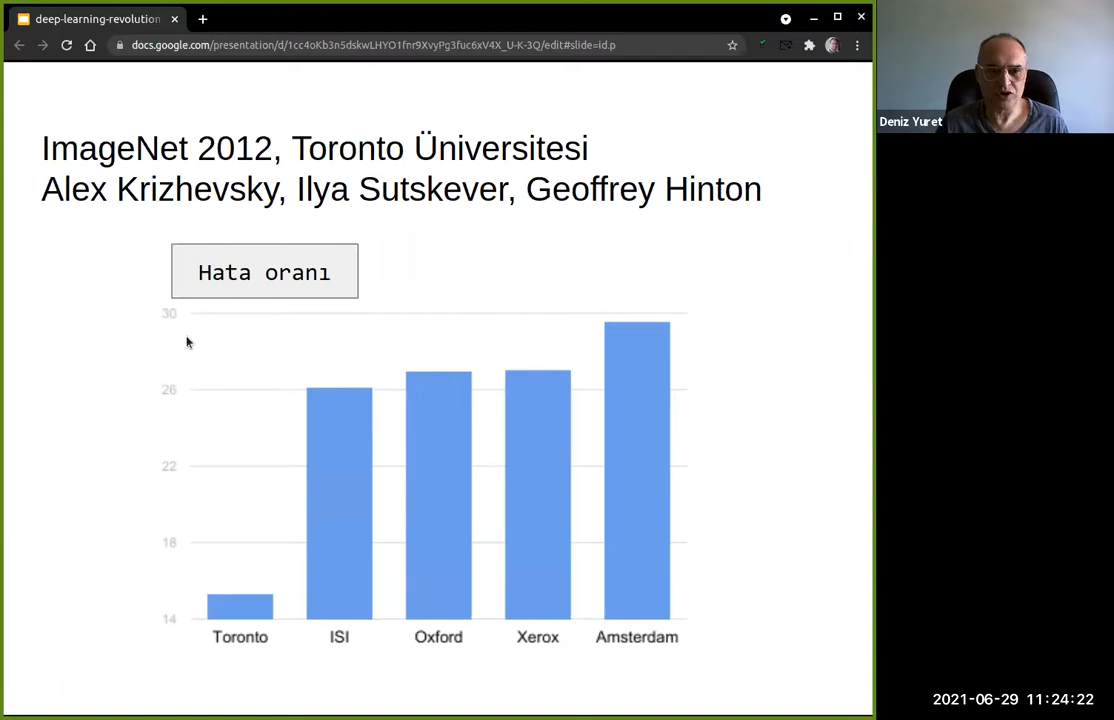 deep-learning-revolution
docs.google.com/presentation/d/1cc4oKb3n5dskwLHYO1fnr9XvyPg3fuc6xV4X_U-K-3Q/edit#slide=id.p
Deniz Yuret
ImageNet 2012, Toronto Üniversitesi
Alex Krizhevsky, Ilya Sutskever, Geoffrey Hinton
Hata oranı
30
26
22
18
14
Toronto ISI Oxford Xerox Amsterdam
2021-06-29 11:24:22